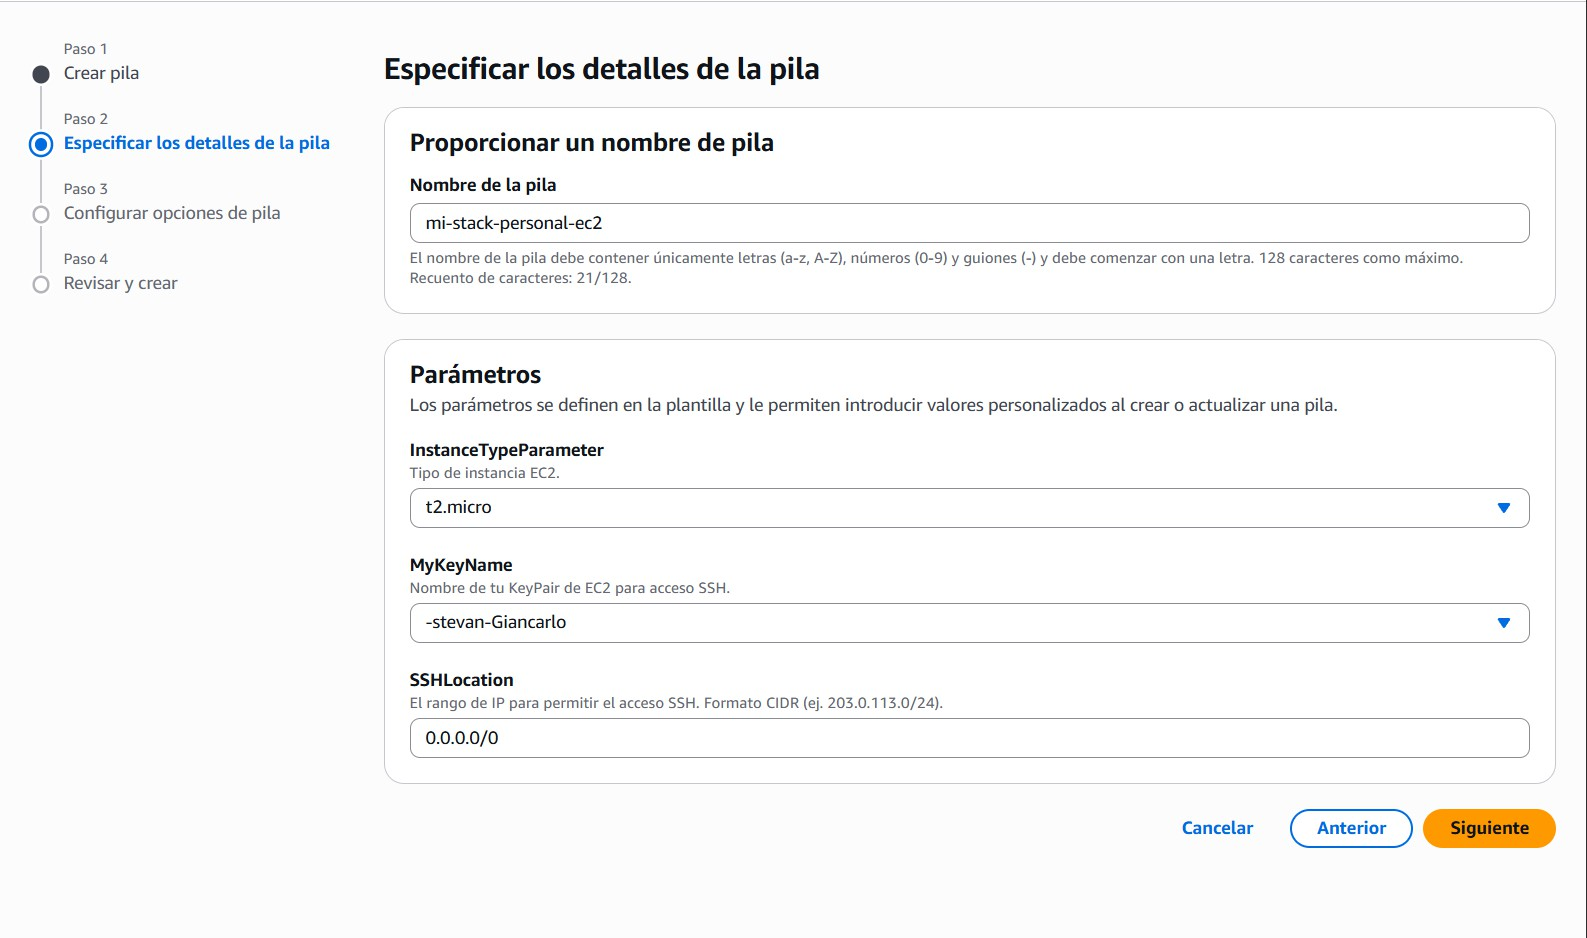 Paso 1
Crear pila
Paso 2
Especificar los detalles de la pila
Paso 3
Configurar opciones de pila
Paso 4
Revisar y crear
Especificar los detalles de la pila
Proporcionar un nombre de pila
Nombre de la pila
mi-stack-personal-ec2
El nombre de la pila debe contener únicamente letras (a-z, A-Z), números (0-9) y guiones (-) y debe comenzar con una letra. 128 caracteres como máximo.
Recuento de caracteres: 21/128.
Parámetros
Los parámetros se definen en la plantilla y le permiten introducir valores personalizados al crear o actualizar una pila.
InstanceTypeParameter
Tipo de instancia EC2.
t2.micro
MyKeyName
Nombre de tu KeyPair de EC2 para acceso SSH.
-stevan-Giancarlo
SSHLocation
El rango de IP para permitir el acceso SSH. Formato CIDR (ej. 203.0.113.0/24).
0.0.0.0/0
Cancelar
Anterior
Siguiente